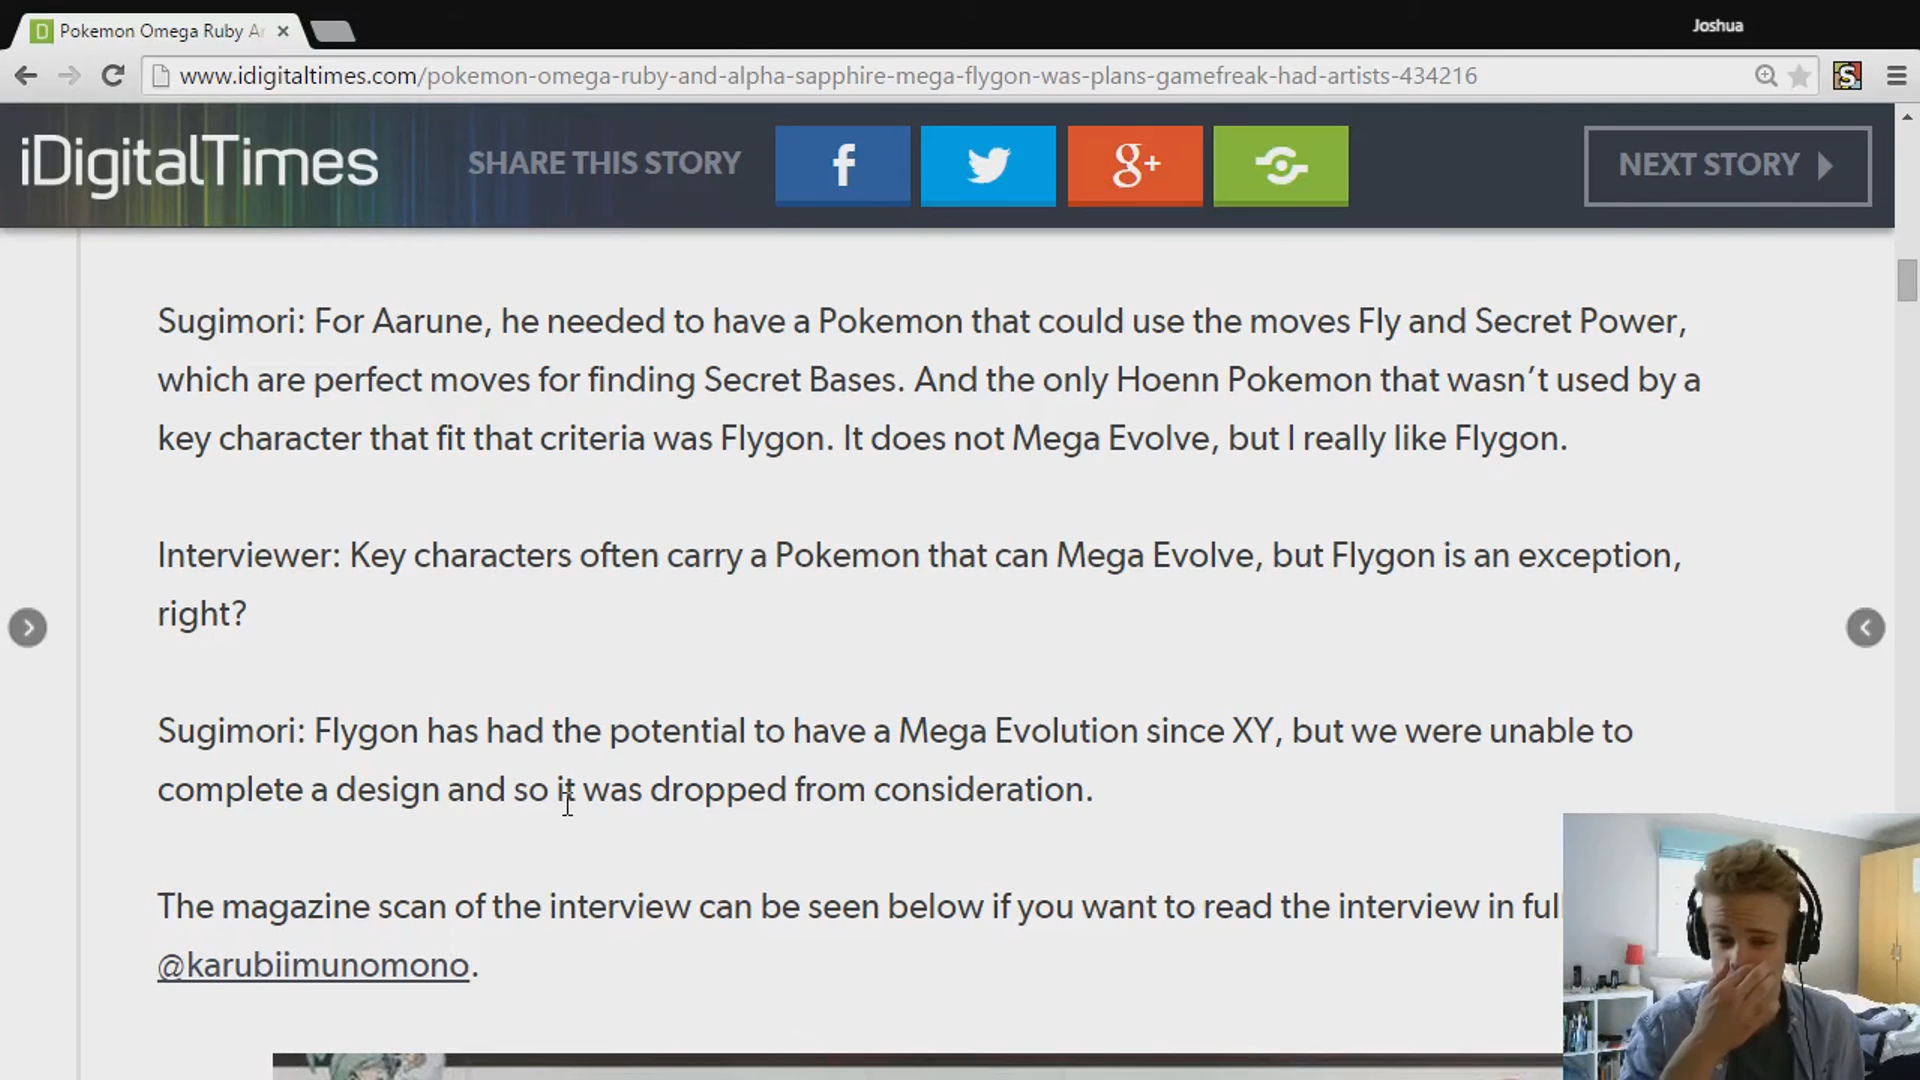 Pokemon Omega Ruby Ar
Joshua
www.idigitaltimes.com/pokemon-omega-ruby-and-alpha-sapphire-mega-flygon-was-plans-gamefreak-had-artists-434216
iDigitalTimes
SHARE THIS STORY
f
g+
NEXT STORY
Sugimori: For Aarune, he needed to have a Pokemon that could use the moves Fly and Secret Power,
which are perfect moves for finding Secret Bases. And the only Hoenn Pokemon that wasn’t used by a
key character that fit that criteria was Flygon. It does not Mega Evolve, but I really like Flygon.
Interviewer: Key characters often carry a Pokemon that can Mega Evolve, but Flygon is an exception,
right?
Sugimori: Flygon has had the potential to have a Mega Evolution since XY, but we were unable to
complete a design and so it was dropped from consideration.
The magazine scan of the interview can be seen below if you want to read the interview in ful
@karubiimunomono.